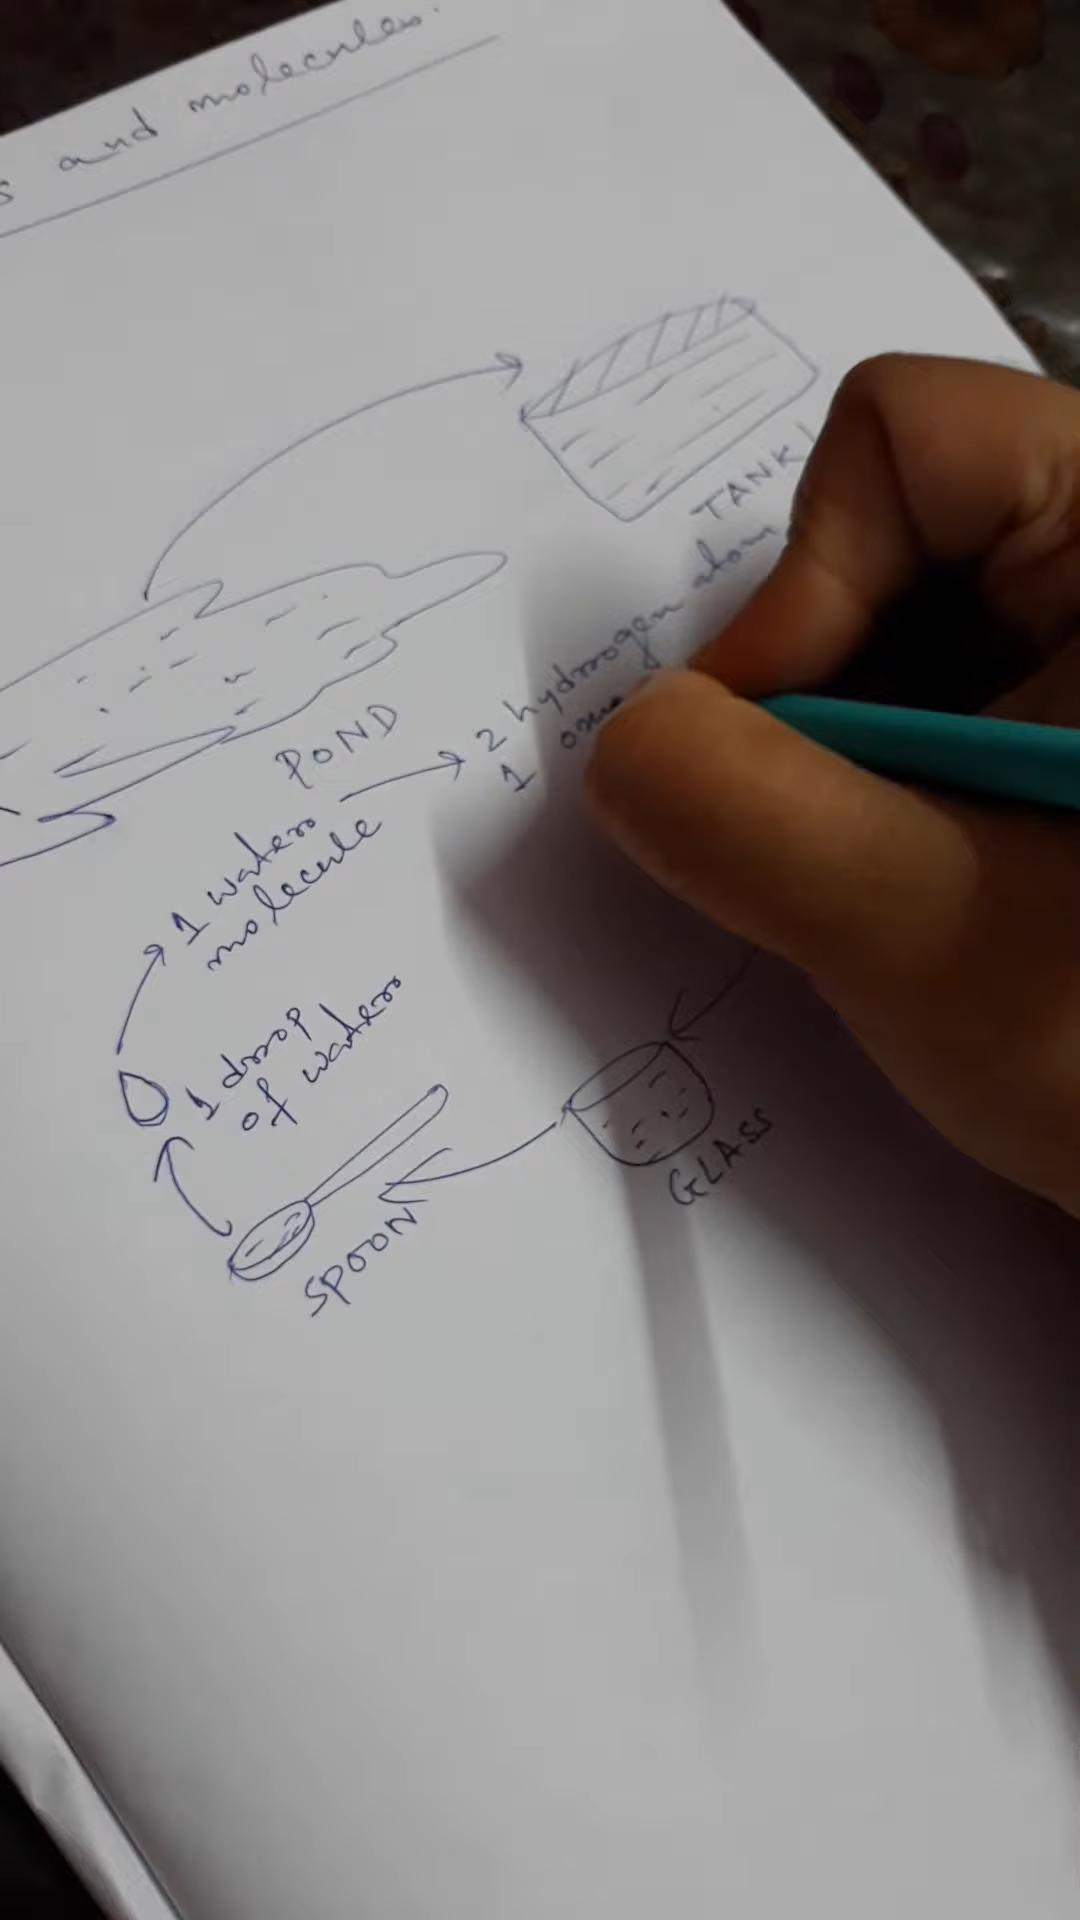 and molecules.
TANK
POND
2 hydrogen atom
1
1 water
molecule
1 drop
of water
GLASS
SPOON